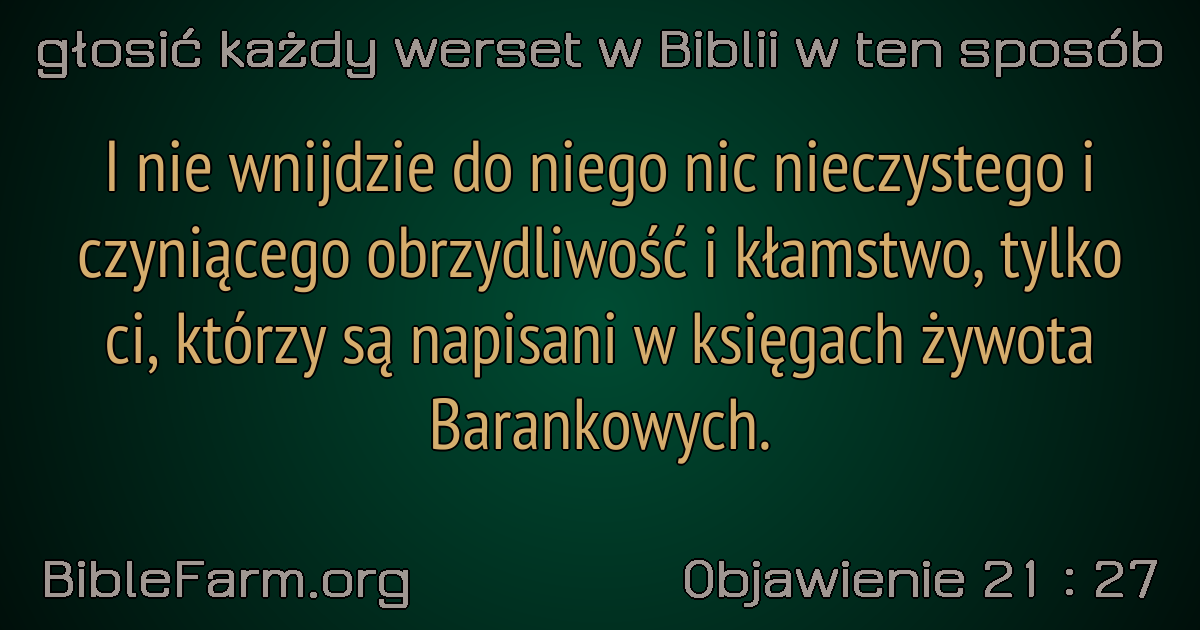 głosić każdy werset w Biblii w ten sposób
I nie wnijdzie do niego nic nieczystego i
czyniącego obrzydliwość i kłamstwo, tylko
ci, którzy są napisani w księgach żywota
Barankowych.
BibleFarm.org
Objawienie 21 : 27